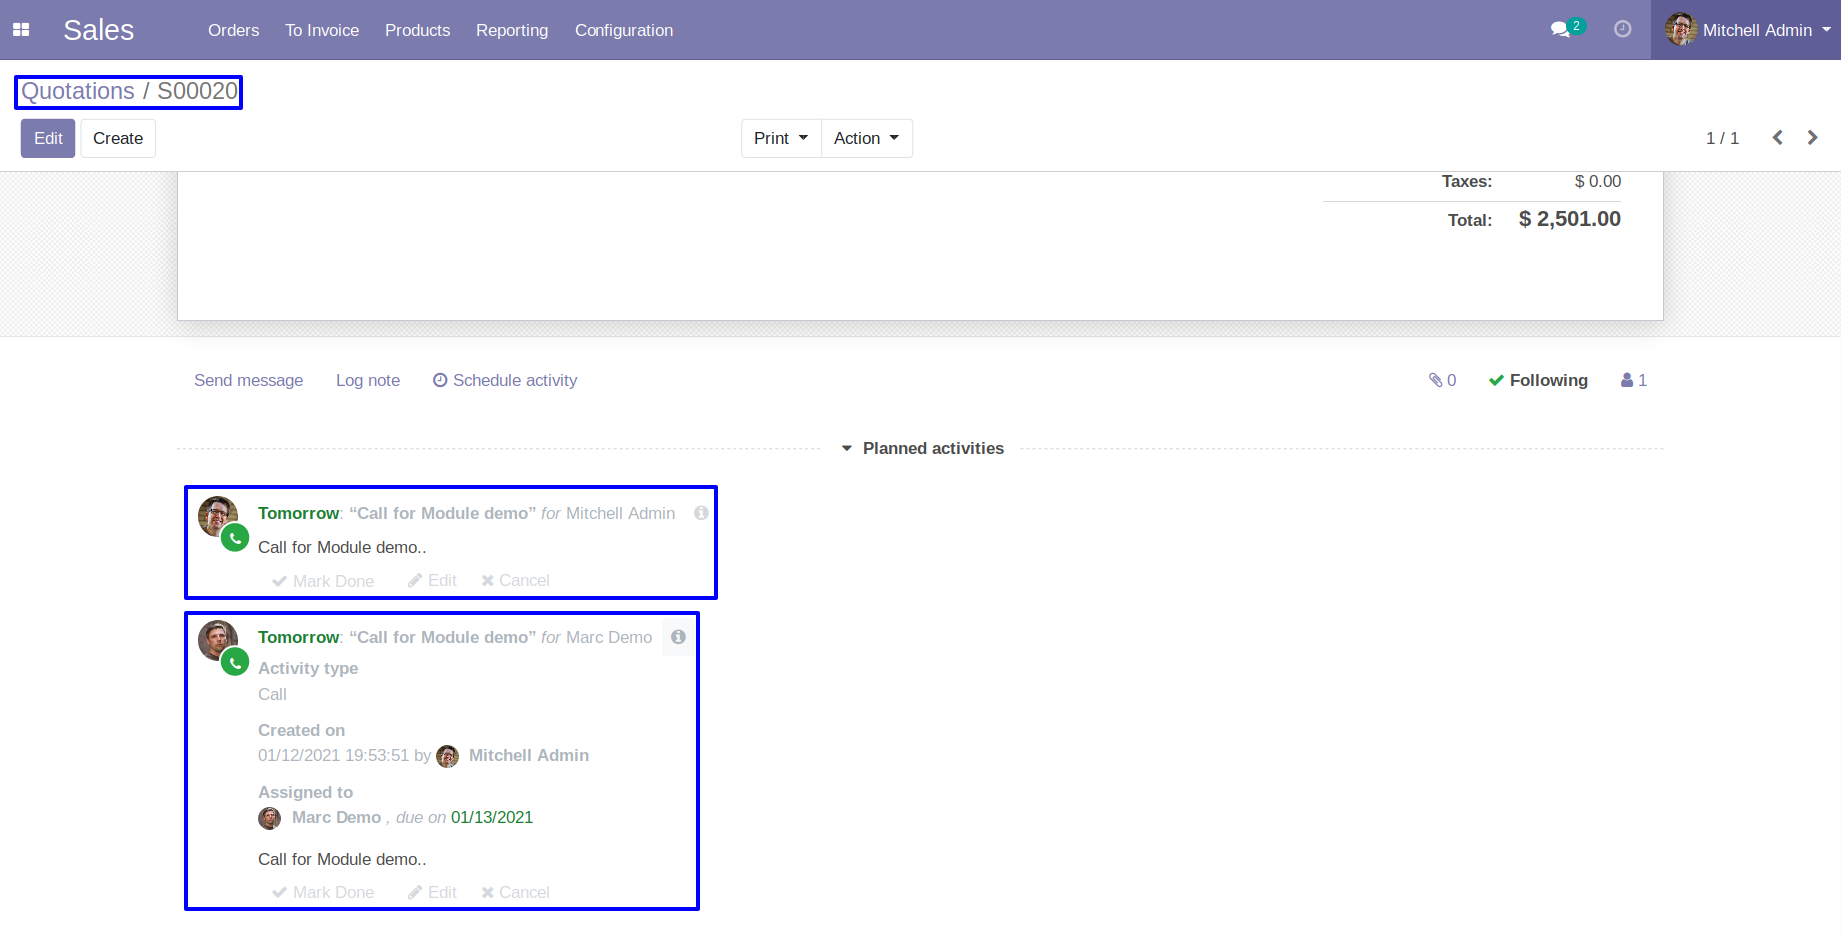 Sales Orders To Invoice Products Reporting Configuration 2 Mitchell Admin
Quotations / S00020
Edit Create Print Action 1 / 1
Taxes: $ 0.00
Total: $ 2,501.00
Send message Log note Schedule activity 0 Following 1
Planned activities
Tomorrow: “Call for Module demo” for Mitchell Admin
Call for Module demo..
Mark Done Edit Cancel
Tomorrow: “Call for Module demo” for Marc Demo
Activity type
Call
Created on
01/12/2021 19:53:51 by Mitchell Admin
Assigned to
Marc Demo , due on 01/13/2021
Call for Module demo..
Mark Done Edit Cancel